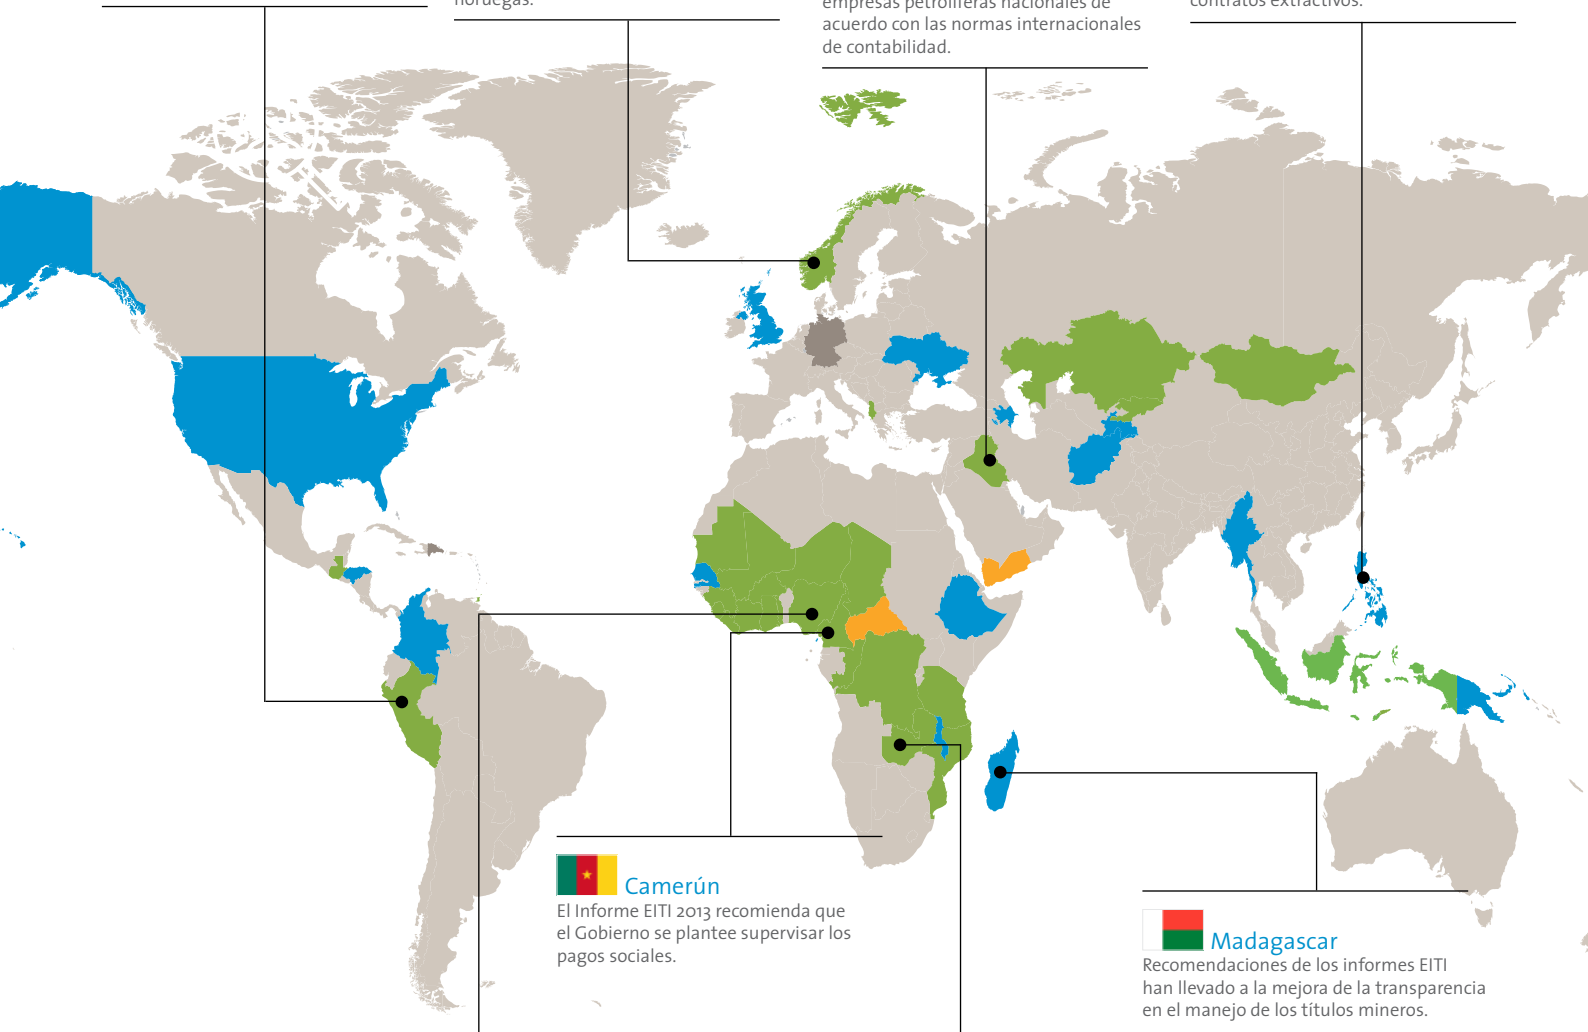 noruegas.
empresas petrolíferas nacionales de
acuerdo con las normas internacionales
de contabilidad.
contratos extractivos.
Camerún
El Informe EITI 2013 recomienda que
el Gobierno se plantee supervisar los
pagos sociales.
Madagascar
Recomendaciones de los informes EITI
han llevado a la mejora de la transparencia
en el manejo de los títulos mineros.